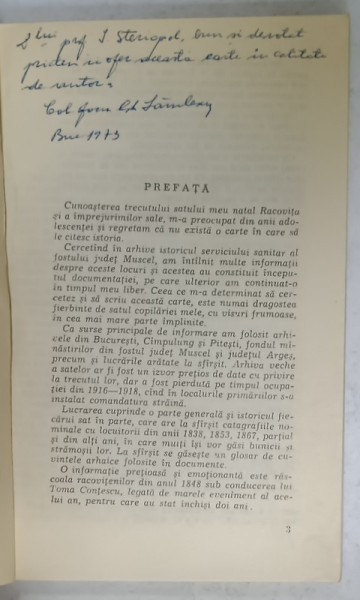 D lui prof. I Steriopol, bun si devotat
prieten ii ofer această carte în calitate
de autor.
Col
Buc 1973
PREFAȚĂ
Cunoașterea trecutului satului meu natal Racovița
și a împrejurimilor sale, m-a preocupat din anii ado-
lescenței și regretam că nu există o carte în care să
le citesc istoria.
Cercetînd în arhive istoricul serviciului sanitar al
fostului județ Muscel, am întîlnit multe informații
despre aceste locuri și acestea au constituit începu-
tul documentației, pe care ulterior am continuat-o
în timpul meu liber. Ceea ce m-a determinat să cer-
cetez și să scriu această carte, este numai dragostea
fierbinte de satul copilăriei mele, cu visuri frumoase,
în cea mai mare parte împlinite.
Ca surse principale de informare am folosit arhi-
cele din București, Cîmpulung și Pitești, fondul mî-
năstirilor din fostul județ Muscel și județul Argeș,
precum și lucrările arătate la sfîrșit. Arhiva veche
a satelor ar fi fost un izvor prețios de date cu privire
la trecutul lor, dar a fost pierdută pe timpul ocupa-
ției din 1916—1918, cînd în localurile primăriilor s-a
instalat comandatura străină.
Lucrarea cuprinde o parte generală și istoricul fie-
cărui sat în parte, care are la sfîrșit catagrafiile no-
minale cu locuitorii din anii 1838, 1853, 1867, parțial
și din alți ani, în care mulți își vor găsi bunicii și
strămoșii lor. La sfîrșit se găsește un glosar de cu-
vintele arhaice folosite în documente.
O informație prețioasă și emoționantă este răs-
coala racovițenilor din anul 1848 sub conducerea lui
Toma Conțescu, legată de marele eveniment al ace-
lui an, pentru care au stat închiși doi ani.
3